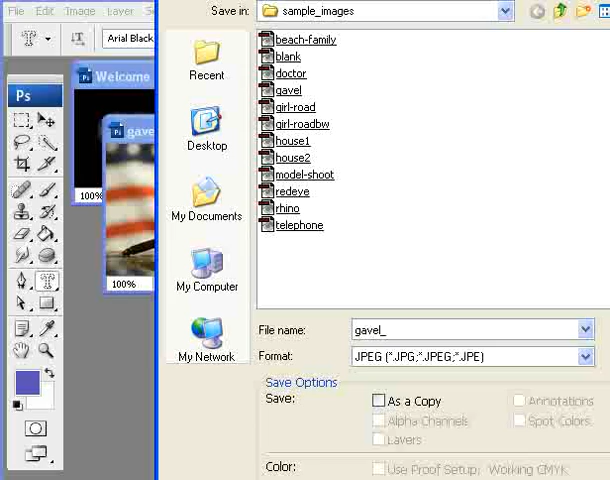 File Edit Image Layer Sel
Save in: sample_images
T Arial Black
Ps
Welcome
gave
100%
100%
Recent
Desktop
My Documents
My Computer
My Network
beach-family
blank
doctor
gavel
girl-road
girl-roadbw
house1
house2
model-shoot
redeye
rhino
telephone
File name: gavel_
Format: JPEG (*.JPG;*.JPEG;*.JPE)
Save Options
Save: As a Copy Annotations
Alpha Channels Spot Colors
Layers
Color: Use Proof Setup: Working CMYK